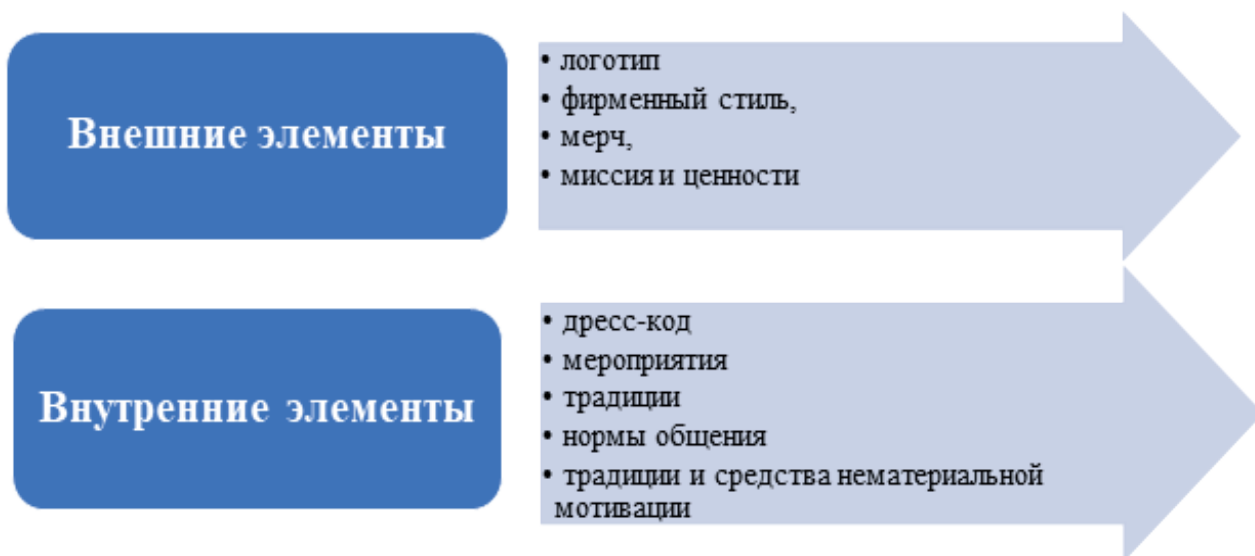 Внешние элементы
• логотип
• фирменный стиль,
• мерч,
• миссия и ценности
Внутренние элементы
• дресс-код
• мероприятия
• традиции
• нормы общения
• традиции и средства нематериальной
мотивации